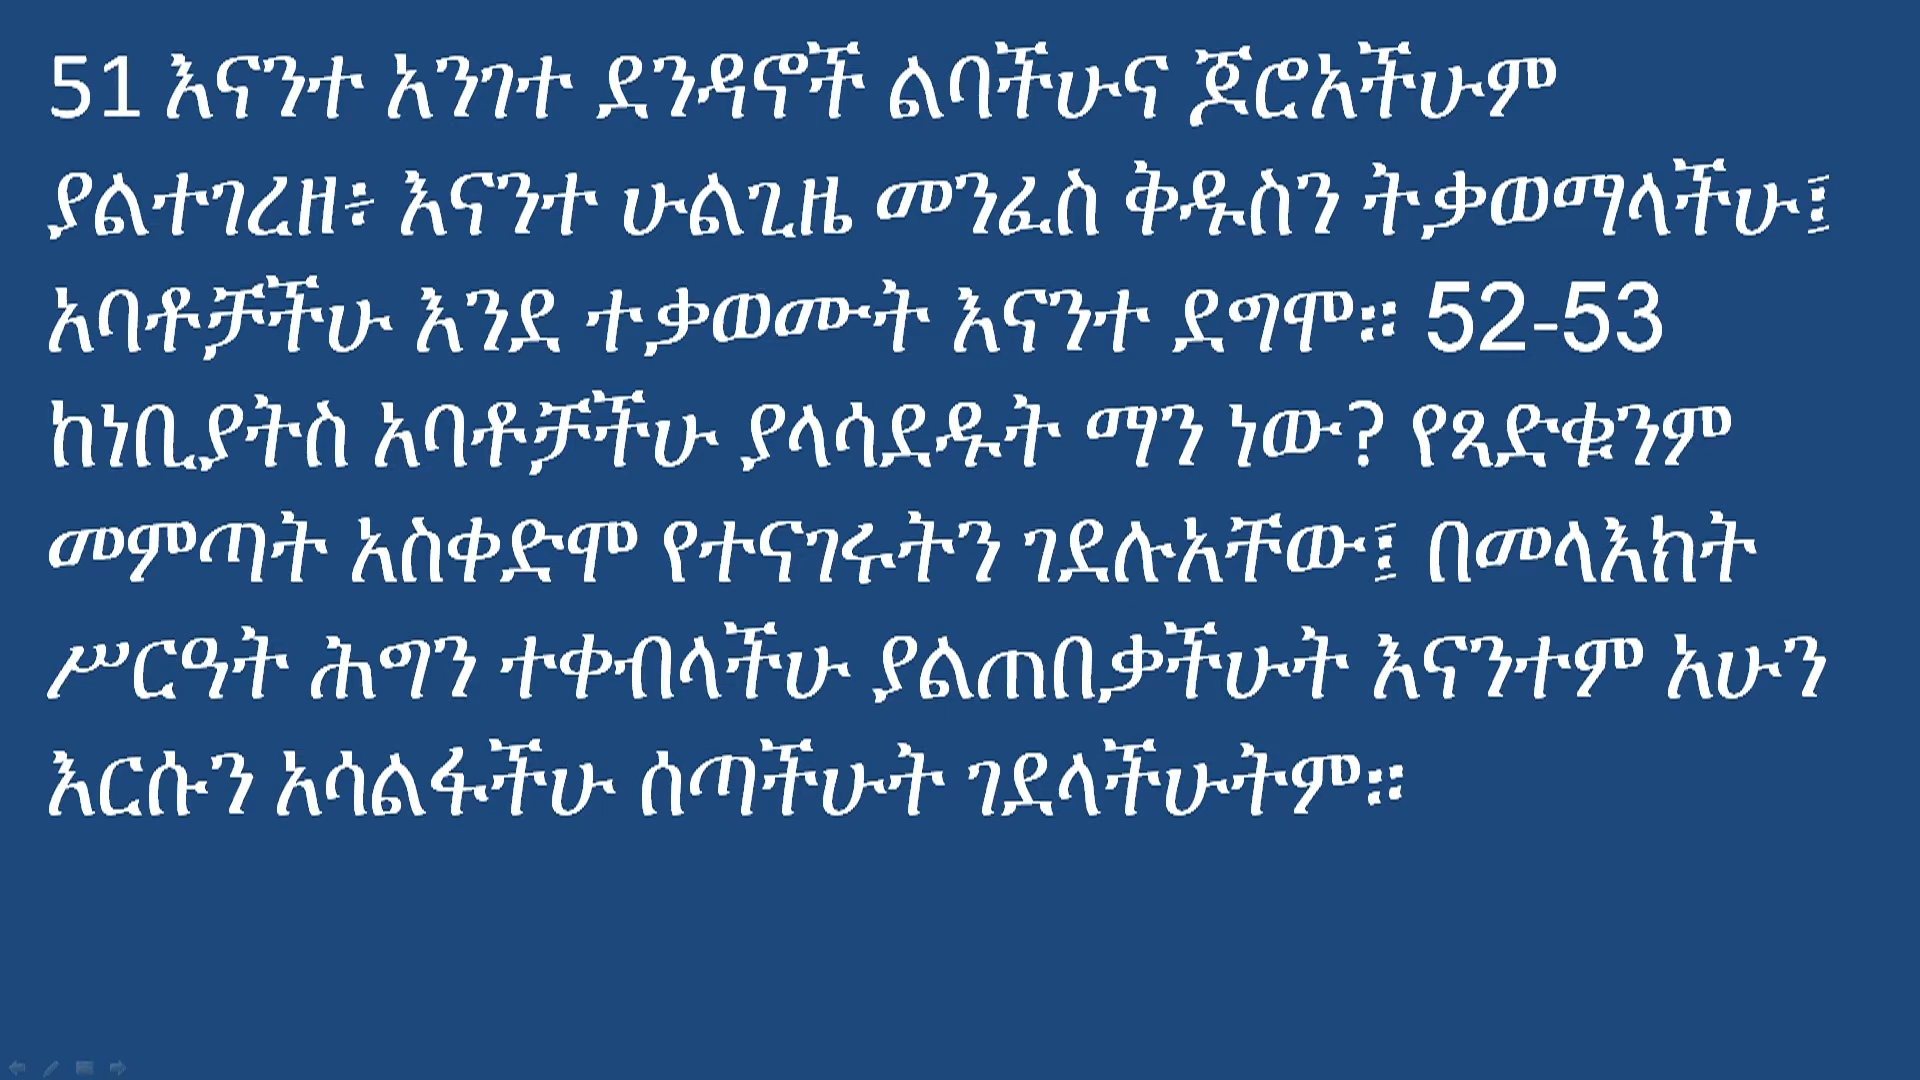 51 እናንተ አንገተ ደንዳኖች ልባችሁና ጆሮአችሁም
ያልተገረዘ፥ እናንተ ሁልጊዜ መንፈስ ቅዱስን ትቃወማላችሁ፤
አባቶቻችሁ እንደ ተቃወሙት እናንተ ደግሞ። 52-53
ከነቢያትስ አባቶቻችሁ ያላሳደዱት ማን ነው? የጻድቁንም
መምጣት አስቀድሞ የተናገሩትን ገደሉአቸው፤ በመላእክት
ሥርዓት ሕግን ተቀብላችሁ ያልጠበቃችሁት እናንተም አሁን
እርሱን አሳልፋችሁ ሰጣችሁት ገደላችሁትም።